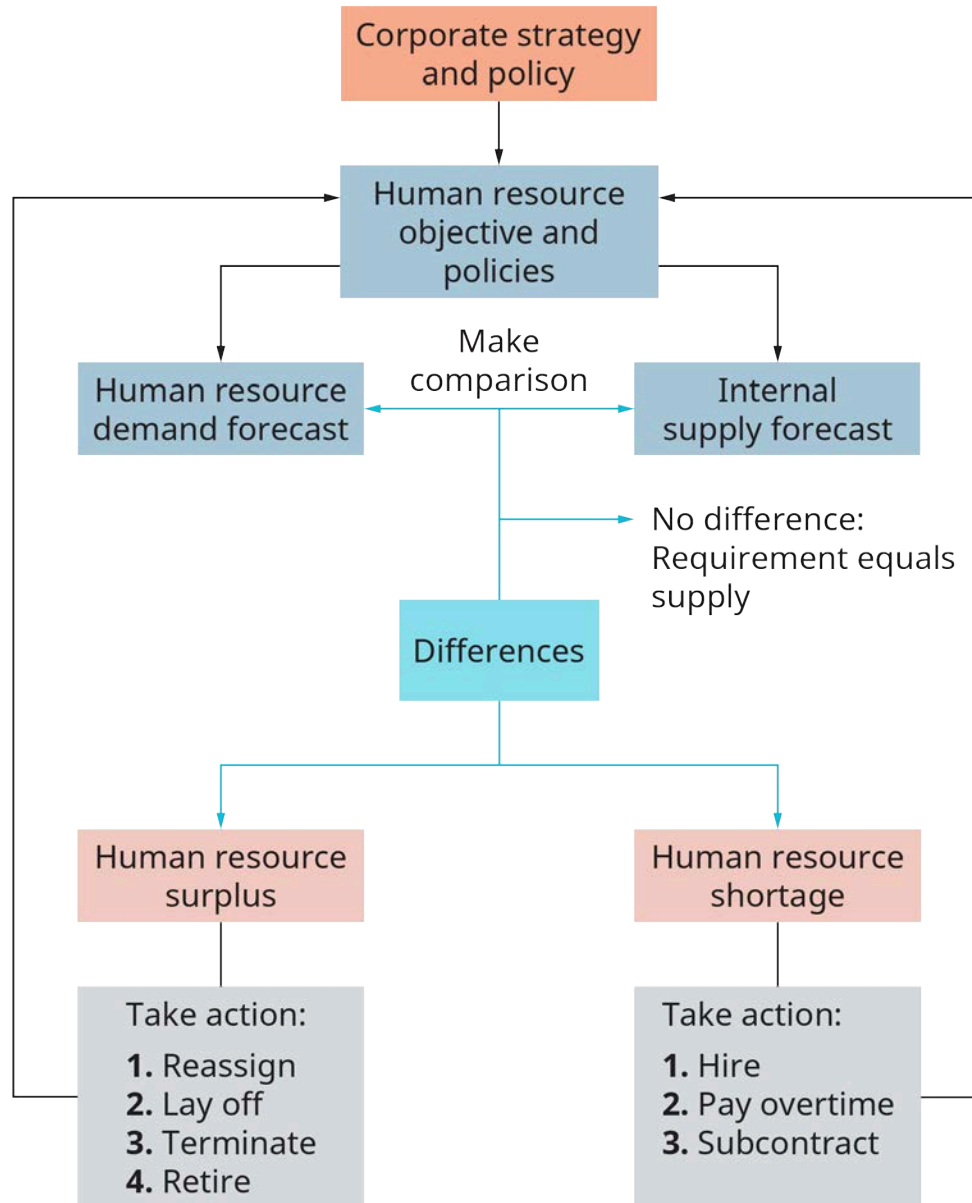 Corporate strategy
and policy
Human resource
objective and
policies
Make
comparison
Human resource
demand forecast
Internal
supply forecast
No difference:
Requirement equals
supply
Differences
Human resource
surplus
Human resource
shortage
Take action:
1. Reassign
2. Lay off
3. Terminate
4. Retire
Take action:
1. Hire
2. Pay overtime
3. Subcontract